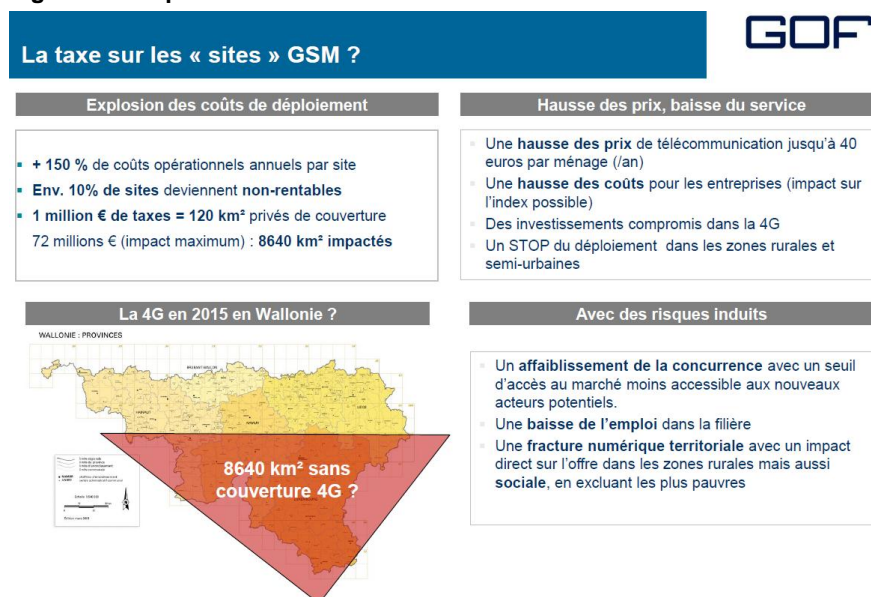 La taxe sur les « sites » GSM ?
GOF
Explosion des coûts de déploiement
+ 150 % de coûts opérationnels annuels par site
Env. 10% de sites deviennent non-rentables
1 million € de taxes = 120 km² privés de couverture
72 millions € (impact maximum) : 8640 km² impactés
Hausse des prix, baisse du service
Une hausse des prix de télécommunication jusqu'à 40
euros par ménage (/an)
Une hausse des coûts pour les entreprises (impact sur
l'index possible)
Des investissements compromis dans la 4G
Un STOP du déploiement dans les zones rurales et
semi-urbaines
La 4G en 2015 en Wallonie ?
WALLONIE : PROVINCES
8640 km² sans
couverture 4G ?
Avec des risques induits
Un affaiblissement de la concurrence avec un seuil
d'accès au marché moins accessible aux nouveaux
acteurs potentiels.
Une baisse de l'emploi dans la filière
Une fracture numérique territoriale avec un impact
direct sur l'offre dans les zones rurales mais aussi
sociale, en excluant les plus pauvres